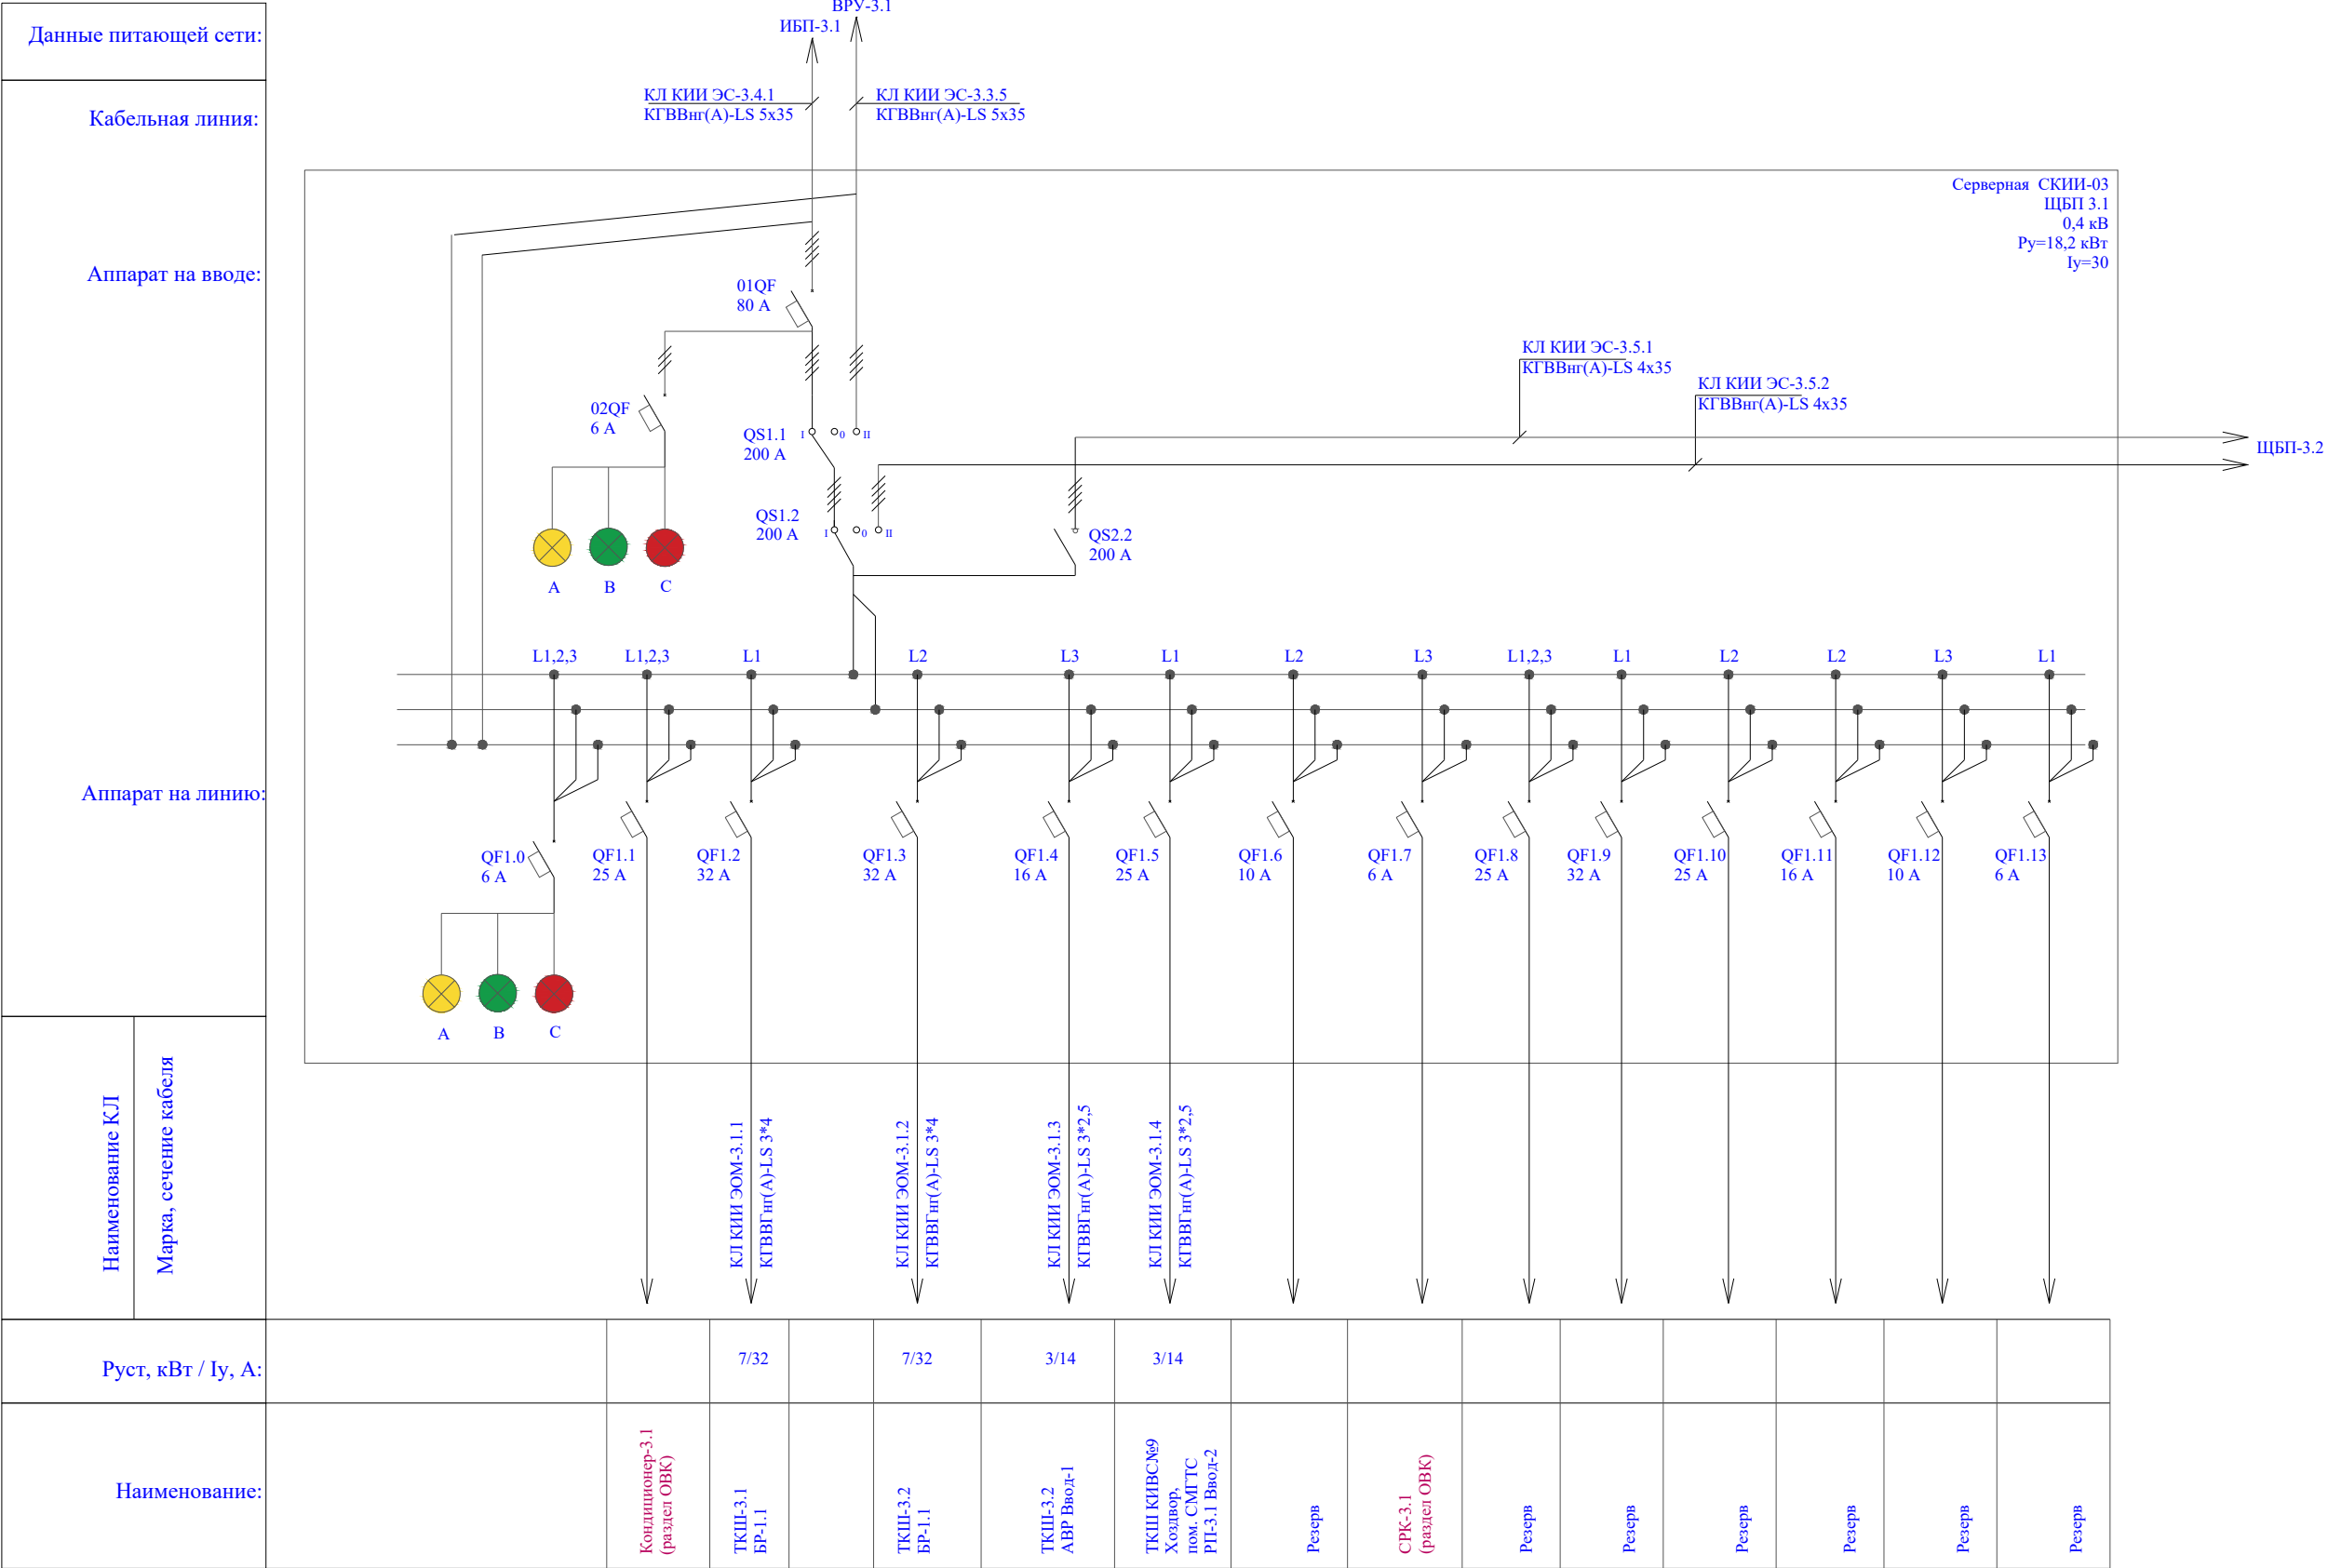 Данные питающей сети:
ВРУ-3.1
ИБП-3.1
Кабельная линия:
КЛ КИИ ЭС-3.4.1
КГВВнг(А)-LS 5х35
КЛ КИИ ЭС-3.3.5
КГВВнг(А)-LS 5х35
Серверная СКИИ-03
ЩБП 3.1
0,4 кВ
Ру=18,2 кВт
Iу=30
Аппарат на вводе:
01QF
80 А
КЛ КИИ ЭС-3.5.1
КГВВнг(А)-LS 4х35
КЛ КИИ ЭС-3.5.2
КГВВнг(А)-LS 4х35
ЩБП-3.2
02QF
6 А
QS1.1
200 А
I 0 II
QS1.2
200 А
I 0 II
QS2.2
200 А
A B C
L1,2,3 L1,2,3 L1 L2 L3 L1 L2 L3 L1,2,3 L1 L2 L2 L3 L1
Аппарат на линию:
QF1.0
6 А
QF1.1
25 А
QF1.2
32 А
QF1.3
32 А
QF1.4
16 А
QF1.5
25 А
QF1.6
10 А
QF1.7
6 А
QF1.8
25 А
QF1.9
32 А
QF1.10
25 А
QF1.11
16 А
QF1.12
10 А
QF1.13
6 А
A B C
Наименование КЛ
Марка, сечение кабеля
КЛ КИИ ЭОМ-3.1.1
КГВВГнг(А)-LS 3*4
КЛ КИИ ЭОМ-3.1.2
КГВВГнг(А)-LS 3*4
КЛ КИИ ЭОМ-3.1.3
КГВВГнг(А)-LS 3*2,5
КЛ КИИ ЭОМ-3.1.4
КГВВГнг(А)-LS 3*2,5
Руст, кВт / Iу, А:
7/32 7/32 3/14 3/14
Наименование:
Кондиционер-3.1
(раздел ОВК)
ТКШ-3.1
БР-1.1
ТКШ-3.2
БР-1.1
ТКШ-3.2
АВР Ввод-1
ТКШ КИВС№9
Хоздвор,
пом. СМГТС
РП-3.1 Ввод-2
Резерв
СРК-3.1
(раздел ОВК)
Резерв
Резерв
Резерв
Резерв
Резерв
Резерв